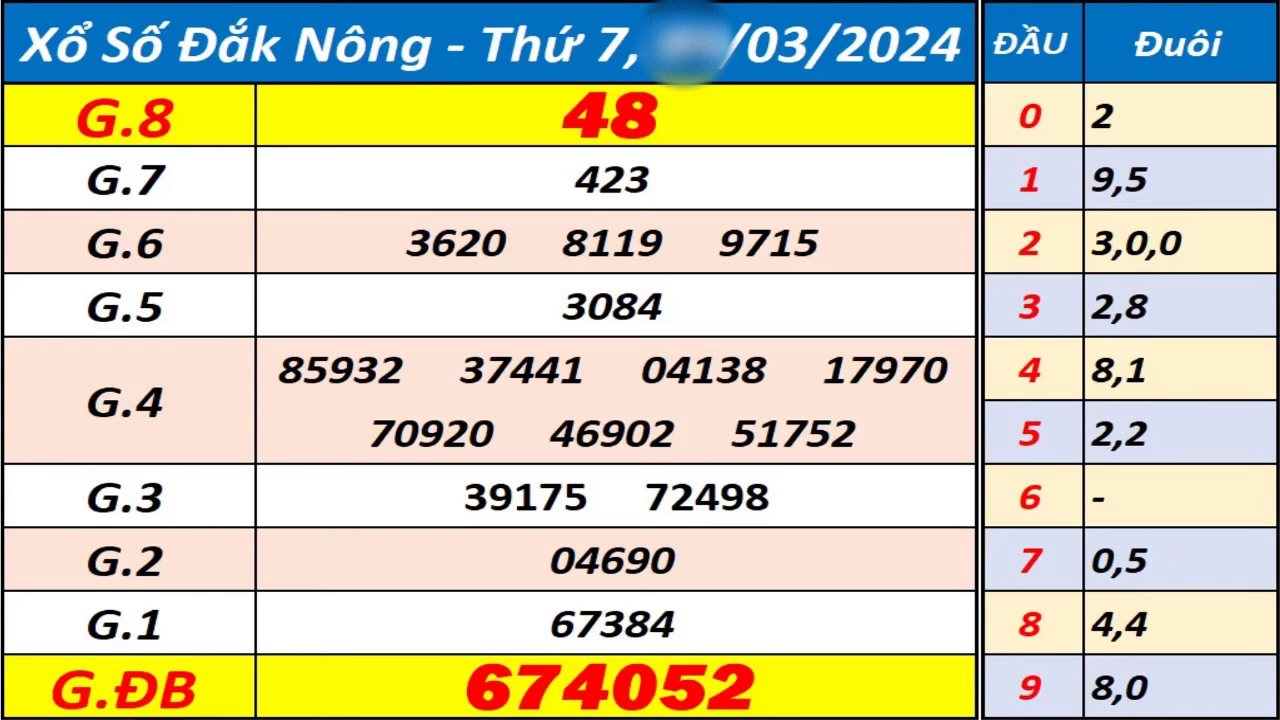 Xổ Số Đắk Nông - Thứ 7, /03/2024 ĐẦU Đuôi
G.8 48 0 2
G.7 423 1 9,5
G.6 3620 8119 9715 2 3,0,0
G.5 3084 3 2,8
G.4 85932 37441 04138 17970 4 8,1
70920 46902 51752 5 2,2
G.3 39175 72498 6 -
G.2 04690 7 0,5
G.1 67384 8 4,4
G.ĐB 674052 9 8,0